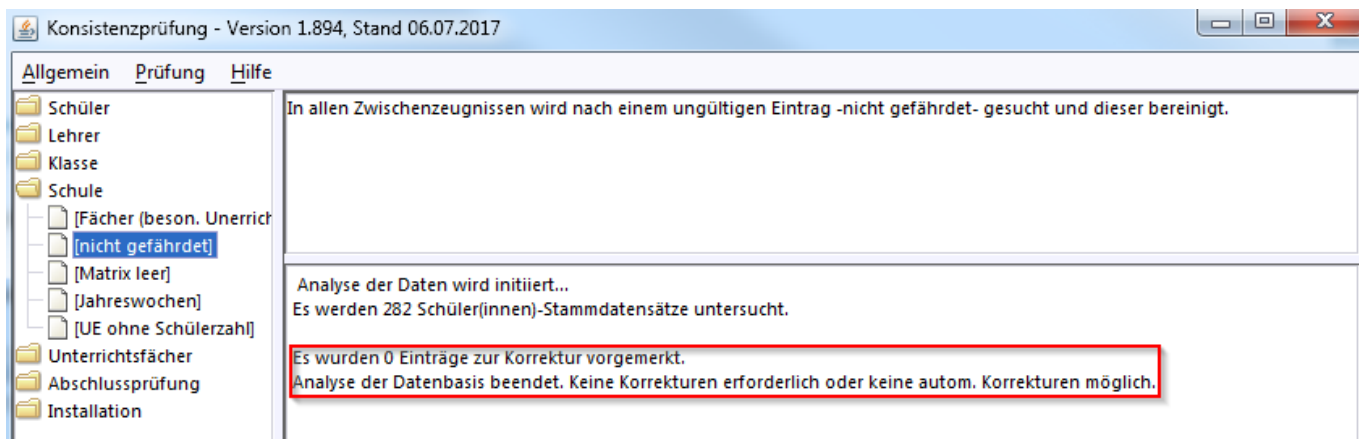 Konsistenzprüfung - Version 1.894, Stand 06.07.2017
Allgemein Prüfung Hilfe
Schüler
Lehrer
Klasse
Schule
[Fächer (beson. Unerrich
[nicht gefährdet]
[Matrix leer]
[Jahreswochen]
[UE ohne Schülerzahl]
Unterrichtsfächer
Abschlussprüfung
Installation
In allen Zwischenzeugnissen wird nach einem ungültigen Eintrag -nicht gefährdet- gesucht und dieser bereinigt.
Analyse der Daten wird initiiert...
Es werden 282 Schüler(innen)-Stammdatensätze untersucht.
Es wurden 0 Einträge zur Korrektur vorgemerkt.
Analyse der Datenbasis beendet. Keine Korrekturen erforderlich oder keine autom. Korrekturen möglich.